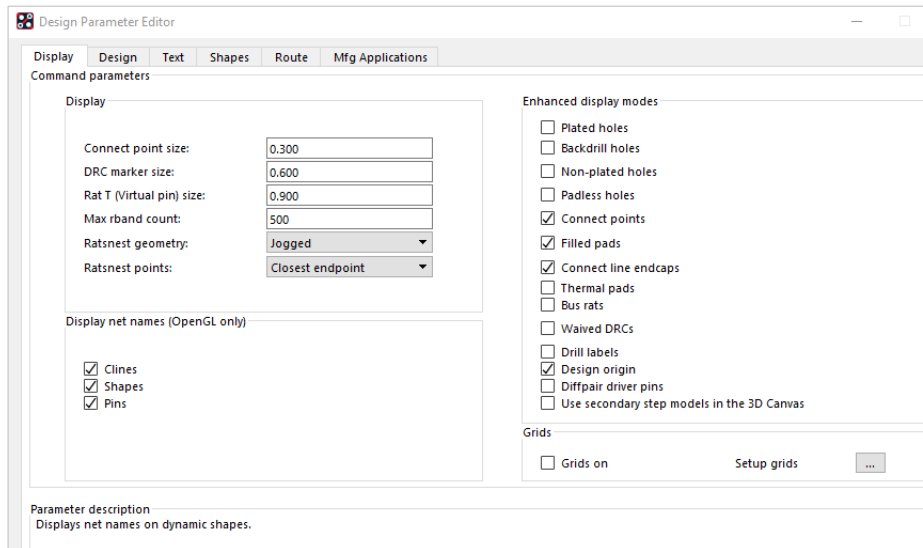 Design Parameter Editor
Display
Design
Text
Shapes
Route
Mfg Applications
Command parameters
Display
Connect point size:
0.300
DRC marker size:
0.600
Rat T (Virtual pin) size:
0.900
Max rband count:
500
Ratsnest geometry:
Jogged
Ratsnest points:
Closest endpoint
Display net names (OpenGL only)
Clines
Shapes
Pins
Enhanced display modes
Plated holes
Backdrill holes
Non-plated holes
Padless holes
Connect points
Filled pads
Connect line endcaps
Thermal pads
Bus rats
Waived DRCs
Drill labels
Design origin
Diffpair driver pins
Use secondary step models in the 3D Canvas
Grids
Grids on
Setup grids
...
Parameter description
Displays net names on dynamic shapes.